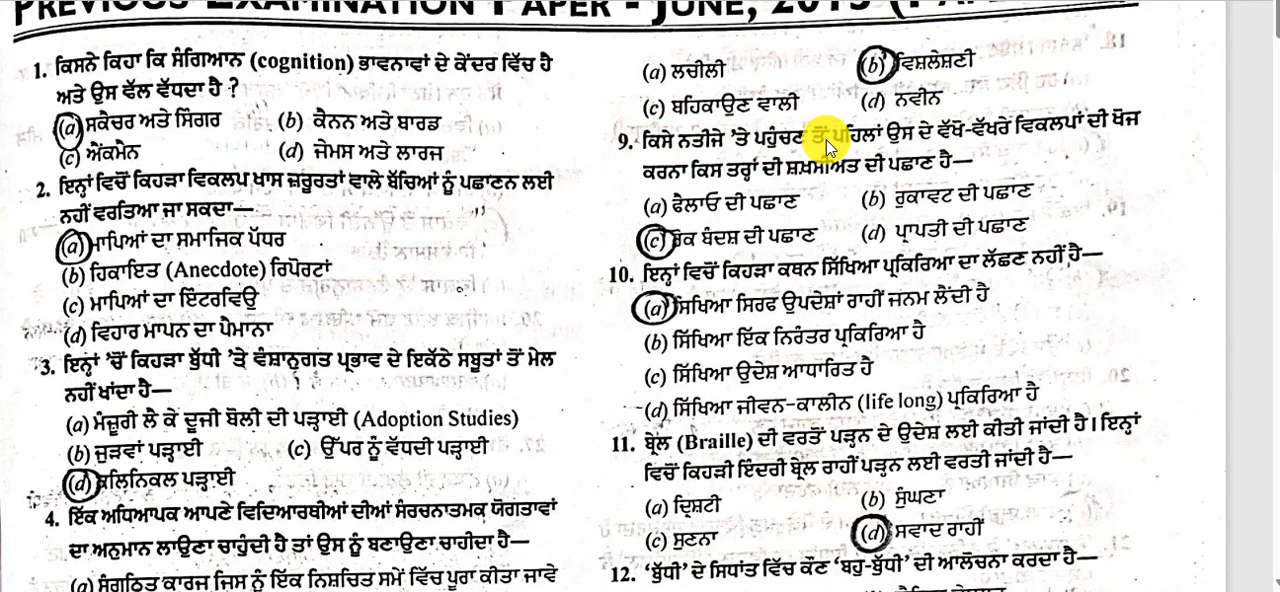 PREVIOUS EXAMINATION PAPER - JUNE, 2015
1. ਕਿਸਨੇ ਕਿਹਾ ਕਿ ਸੰਗਿਆਨ (cognition) ਭਾਵਨਾਵਾਂ ਦੇ ਕੇਂਦਰ ਵਿੱਚ ਹੈ
ਅਤੇ ਉਸ ਵੱਲ ਵੱਧਦਾ ਹੈ ?
(a) ਸਕੈਚਰ ਅਤੇ ਸਿੰਗਰ (b) ਕੈਨਨ ਅਤੇ ਬਾਰਡ
(c) ਐਂਕਮੈਨ (d) ਜੇਮਸ ਅਤੇ ਲਾਰਜ
2. ਇਨ੍ਹਾਂ ਵਿਚੋਂ ਕਿਹੜਾ ਵਿਕਲਪ ਖਾਸ ਜ਼ਰੂਰਤਾਂ ਵਾਲੇ ਬੱਚਿਆਂ ਨੂੰ ਪਛਾਣਨ ਲਈ
ਨਹੀਂ ਵਰਤਿਆ ਜਾ ਸਕਦਾ—
(a) ਮਾਪਿਆਂ ਦਾ ਸਮਾਜਿਕ ਪੱਧਰ
(b) ਹਿਕਾਇਤ (Anecdote) ਰਿਪੋਰਟਾਂ
(c) ਮਾਪਿਆਂ ਦਾ ਇੰਟਰਵਿਊ
(d) ਵਿਹਾਰ ਮਾਪਨ ਦਾ ਪੈਮਾਨਾ
3. ਇਨ੍ਹਾਂ 'ਚੋਂ ਕਿਹੜਾ ਬੁੱਧੀ 'ਤੇ ਵੰਸ਼ਾਨੁਗਤ ਪ੍ਰਭਾਵ ਦੇ ਇਕੱਠੇ ਸਬੂਤਾਂ ਤੋਂ ਮੇਲ
ਨਹੀਂ ਖਾਂਦਾ ਹੈ—
(a) ਮੰਜ਼ੂਰੀ ਲੈ ਕੇ ਦੂਜੀ ਬੋਲੀ ਦੀ ਪੜ੍ਹਾਈ (Adoption Studies)
(b) ਜੁੜਵਾਂ ਪੜ੍ਹਾਈ (c) ਉੱਪਰ ਨੂੰ ਵੱਧਦੀ ਪੜ੍ਹਾਈ
(d) ਕਲਿਨਿਕਲ ਪੜ੍ਹਾਈ
4. ਇੱਕ ਅਧਿਆਪਕ ਆਪਣੇ ਵਿਦਿਆਰਥੀਆਂ ਦੀਆਂ ਸੰਰਚਨਾਤਮਕ ਯੋਗਤਾਵਾਂ
ਦਾ ਅਨੁਮਾਨ ਲਾਉਣਾ ਚਾਹੁੰਦੀ ਹੈ ਤਾਂ ਉਸ ਨੂੰ ਬਣਾਉਣਾ ਚਾਹੀਦਾ ਹੈ—
(a) ਸੰਗਠਿਤ ਕਾਰਜ ਜਿਸ ਨੂੰ ਇੱਕ ਨਿਸ਼ਚਿਤ ਸਮੇਂ ਵਿੱਚ ਪੂਰਾ ਕੀਤਾ ਜਾਵੇ
(a) ਲਚੀਲੀ (b) ਵਿਸ਼ਲੇਸ਼ਣੀ
(c) ਬਹਿਕਾਉਣ ਵਾਲੀ (d) ਨਵੀਨ
9. ਕਿਸੇ ਨਤੀਜੇ 'ਤੇ ਪਹੁੰਚਣ ਤੋਂ ਪਹਿਲਾਂ ਉਸ ਦੇ ਵੱਖੋ-ਵੱਖਰੇ ਵਿਕਲਪਾਂ ਦੀ ਖੋਜ
ਕਰਨਾ ਕਿਸ ਤਰ੍ਹਾਂ ਦੀ ਸ਼ਖ਼ਸੀਅਤ ਦੀ ਪਛਾਣ ਹੈ—
(a) ਫੈਲਾਓ ਦੀ ਪਛਾਣ (b) ਰੁਕਾਵਟ ਦੀ ਪਛਾਣ
(c) ਰੋਕ ਬੰਦਸ਼ ਦੀ ਪਛਾਣ (d) ਪ੍ਰਾਪਤੀ ਦੀ ਪਛਾਣ
10. ਇਨ੍ਹਾਂ ਵਿਚੋਂ ਕਿਹੜਾ ਕਥਨ ਸਿੱਖਿਆ ਪ੍ਰਕਿਰਿਆ ਦਾ ਲੱਛਣ ਨਹੀਂ ਹੈ—
(a) ਸਿੱਖਿਆ ਸਿਰਫ ਉਪਦੇਸ਼ਾਂ ਰਾਹੀਂ ਜਨਮ ਲੈਂਦੀ ਹੈ
(b) ਸਿੱਖਿਆ ਇੱਕ ਨਿਰੰਤਰ ਪ੍ਰਕਿਰਿਆ ਹੈ
(c) ਸਿੱਖਿਆ ਉਦੇਸ਼ ਆਧਾਰਿਤ ਹੈ
(d) ਸਿੱਖਿਆ ਜੀਵਨ-ਕਾਲੀਨ (life long) ਪ੍ਰਕਿਰਿਆ ਹੈ
11. ਬ੍ਰੇਲ (Braille) ਦੀ ਵਰਤੋਂ ਪੜ੍ਹਨ ਦੇ ਉਦੇਸ਼ ਲਈ ਕੀਤੀ ਜਾਂਦੀ ਹੈ। ਇਨ੍ਹਾਂ
ਵਿਚੋਂ ਕਿਹੜੀ ਇੰਦਰੀ ਬ੍ਰੇਲ ਰਾਹੀਂ ਪੜ੍ਹਨ ਲਈ ਵਰਤੀ ਜਾਂਦੀ ਹੈ—
(a) ਦ੍ਰਿਸ਼ਟੀ (b) ਸੁੰਘਣਾ
(c) ਸੁਣਨਾ (d) ਸਵਾਦ ਰਾਹੀਂ
12. 'ਬੁੱਧੀ' ਦੇ ਸਿਧਾਂਤ ਵਿੱਚ ਕੌਣ 'ਬਹੁ-ਬੁੱਧੀ' ਦੀ ਆਲੋਚਨਾ ਕਰਦਾ ਹੈ—